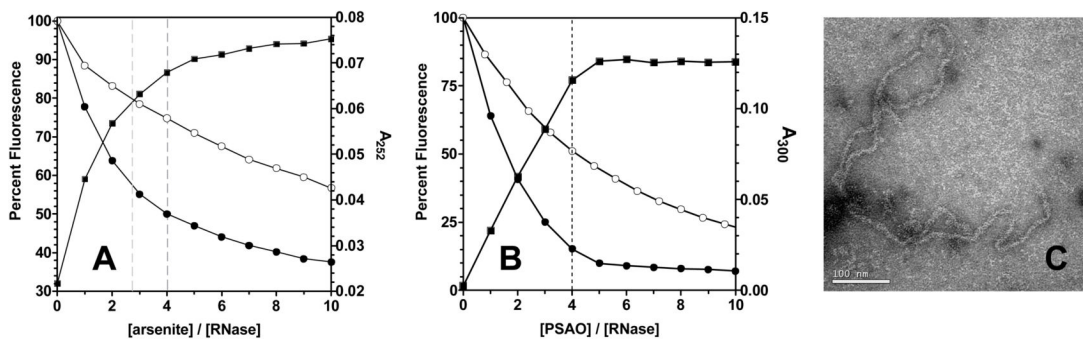 100
90
80
70
60
50
40
30
Percent Fluorescence
A
0.08
0.07
0.06
0.05
0.04
0.03
0.02
A252
0 2 4 6 8 10
[arsenite] / [RNase]
100
75
50
25
0
Percent Fluorescence
B
0.15
0.10
0.05
0.00
A300
0 2 4 6 8 10
[PSAO] / [RNase]
C
100 nm